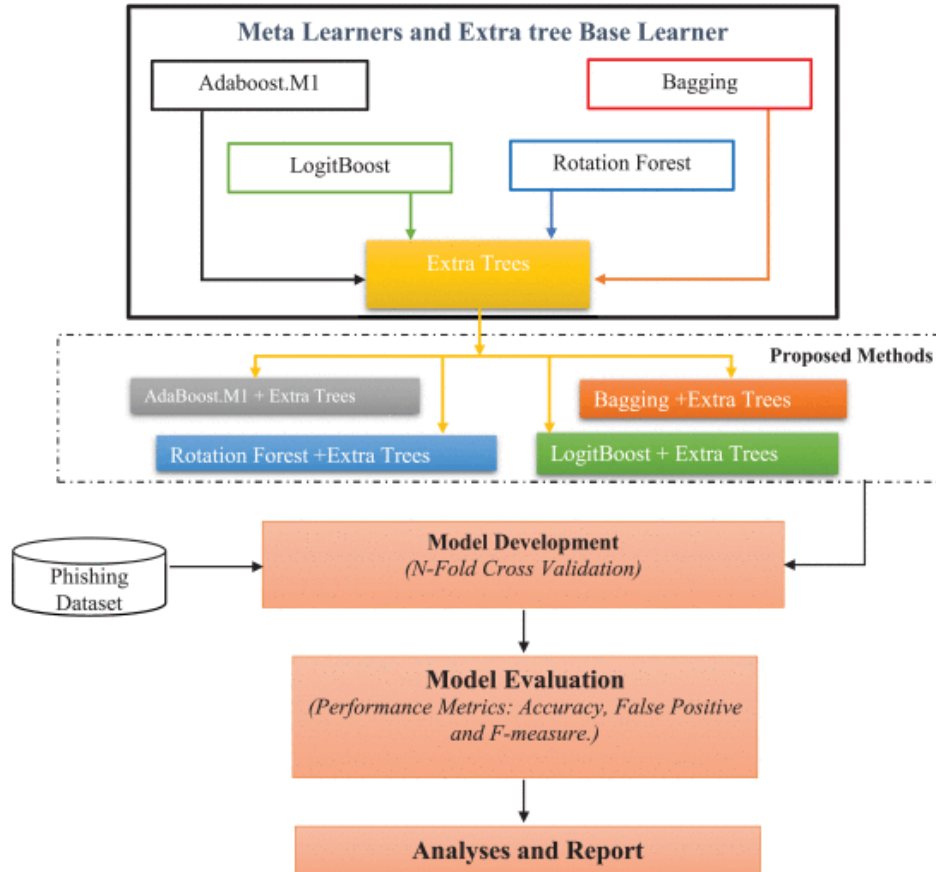 Meta Learners and Extra tree Base Learner
Adaboost.M1
Bagging
LogitBoost
Rotation Forest
Extra Trees
Proposed Methods
AdaBoost.M1 + Extra Trees
Bagging +Extra Trees
Rotation Forest +Extra Trees
LogitBoost + Extra Trees
Model Development
(N-Fold Cross Validation)
Phishing
Dataset
Model Evaluation
(Performance Metrics: Accuracy, False Positive
and F-measure.)
Analyses and Report